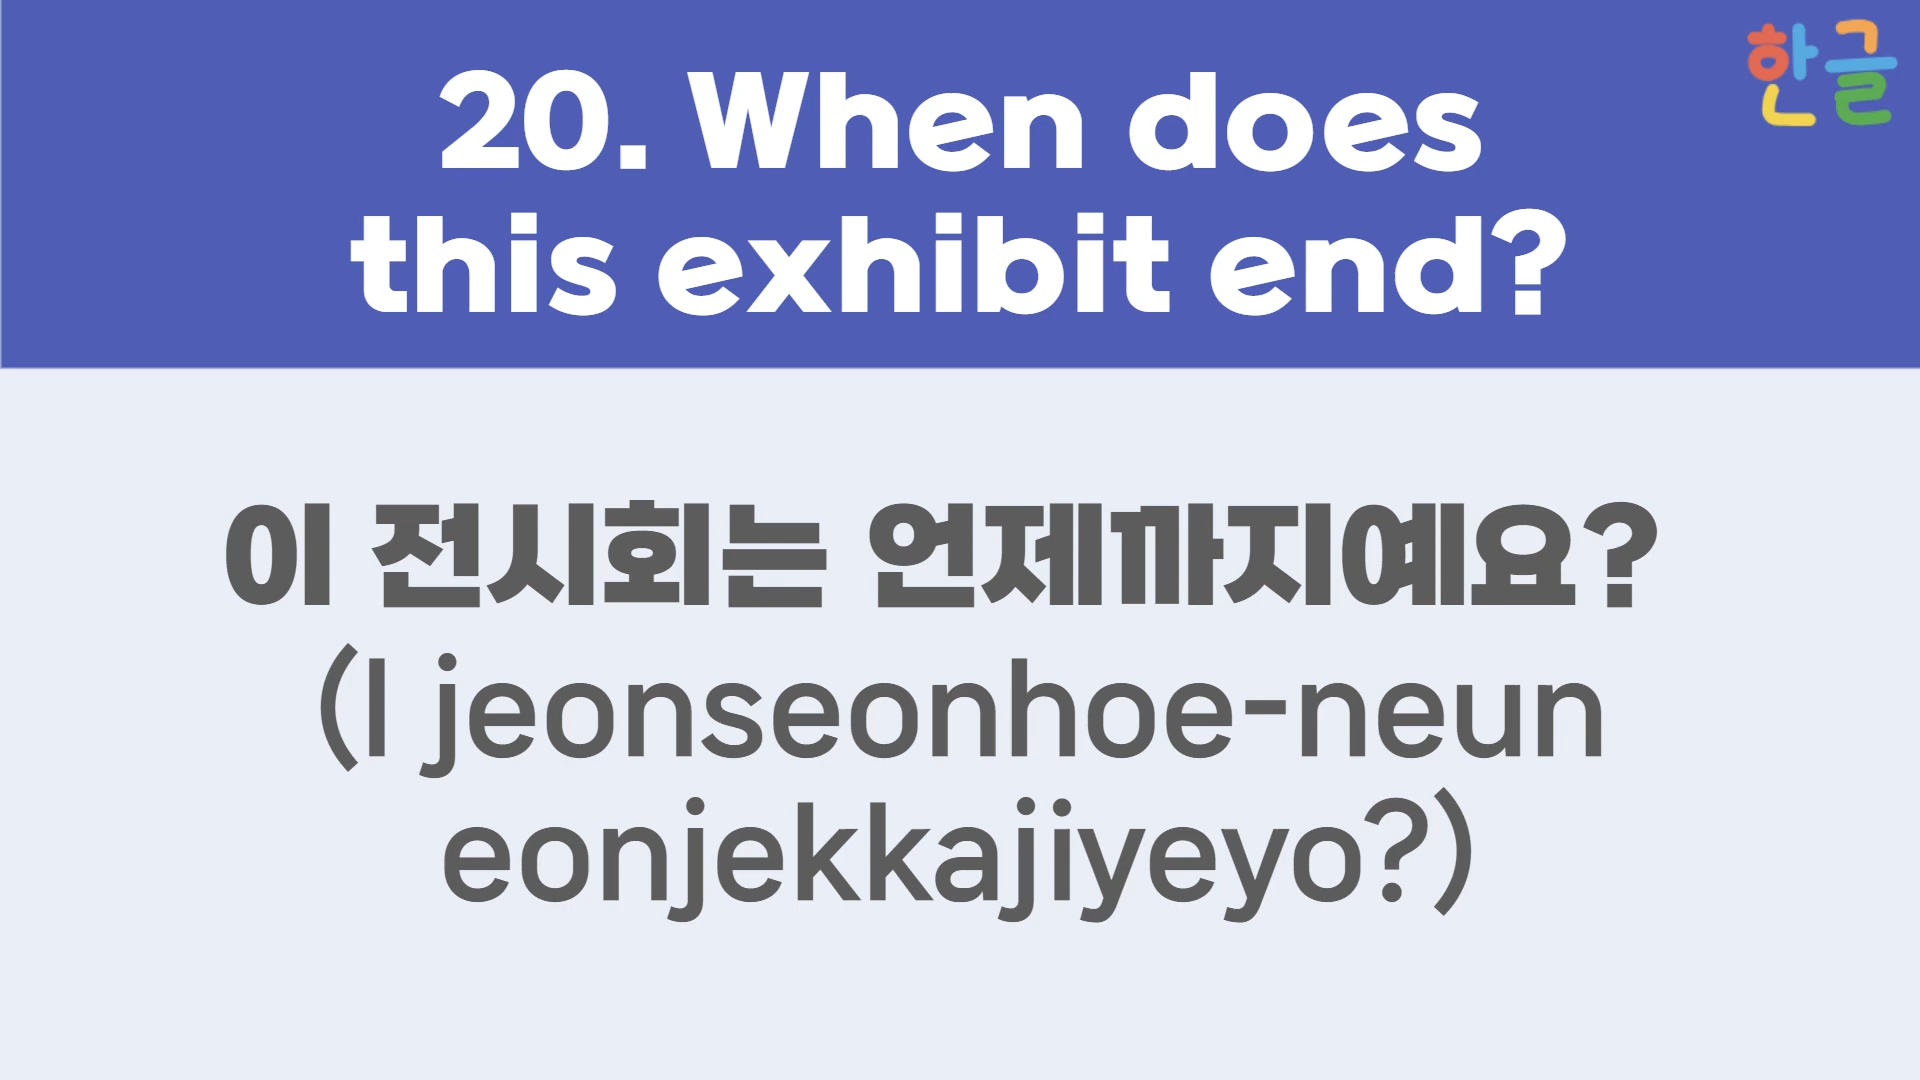 한글
20. When does
this exhibit end?
이 전시회는 언제까지예요?
(I jeonseonhoe-neun
eonjekkajiyeyo?)